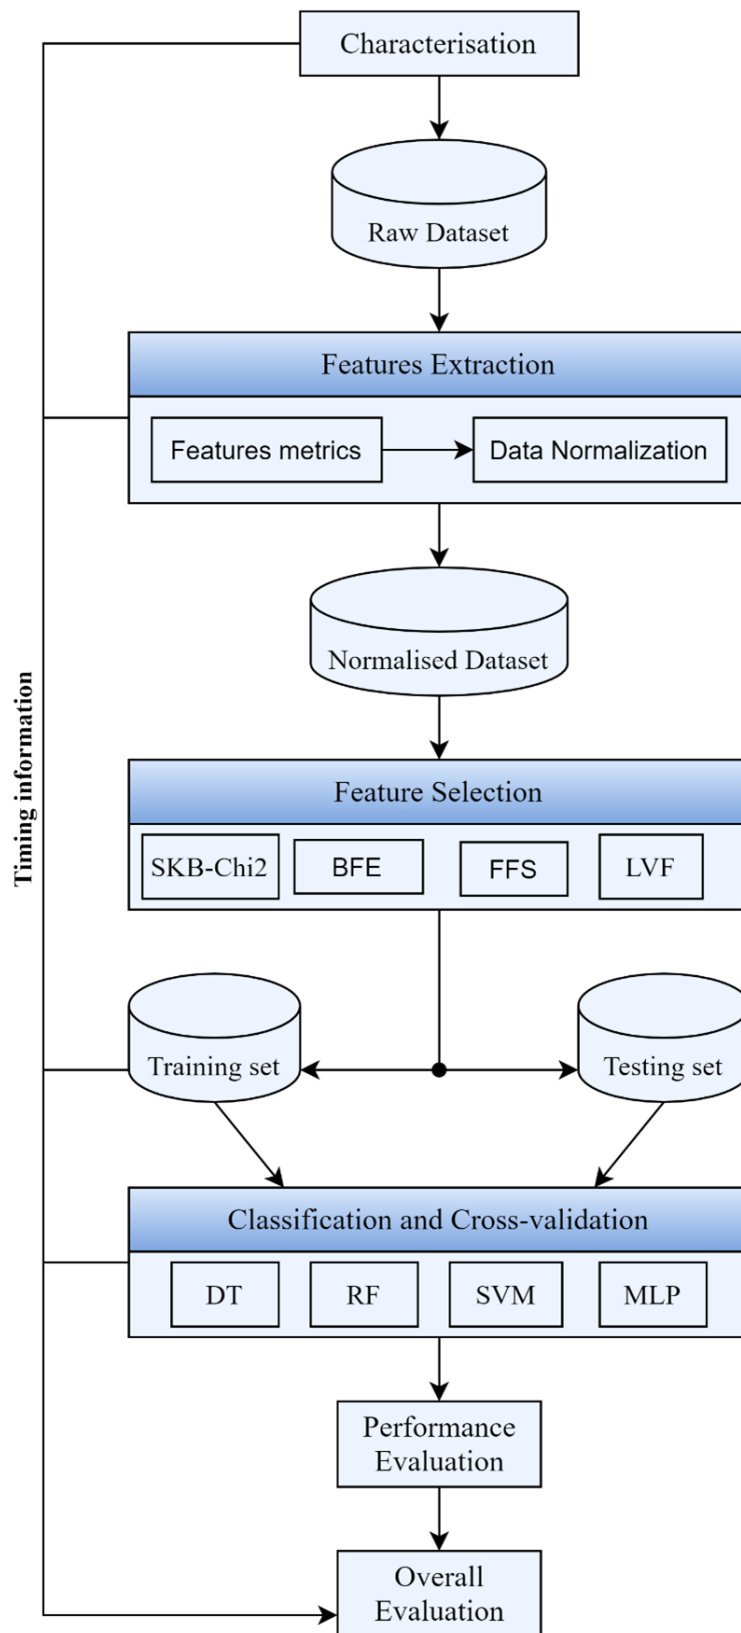 Characterisation
Raw Dataset
Features Extraction
Features metrics
Data Normalization
Normalised Dataset
Timing information
Feature Selection
SKB-Chi2
BFE
FFS
LVF
Training set
Testing set
Classification and Cross-validation
DT
RF
SVM
MLP
Performance
Evaluation
Overall
Evaluation